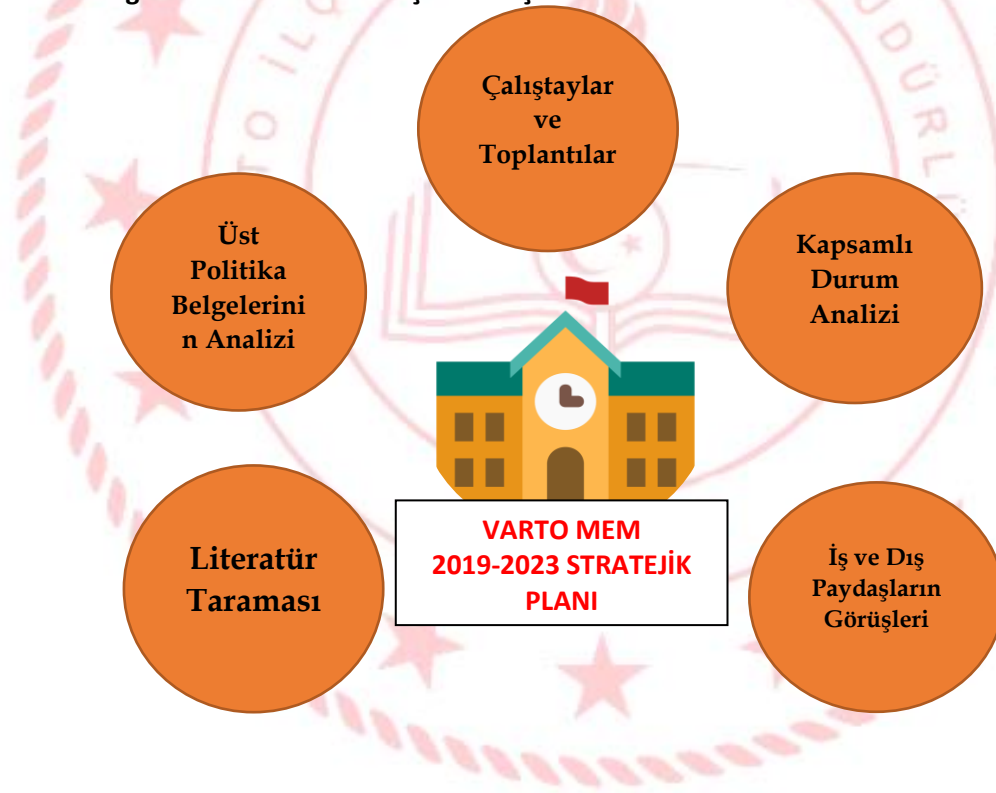 Çalıştaylar
ve
Toplantılar
Üst
Politika
Belgelerini
n Analizi
Kapsamlı
Durum
Analizi
Literatür
Taraması
VARTO MEM
2019-2023 STRATEJİK
PLANI
İş ve Dış
Paydaşların
Görüşleri